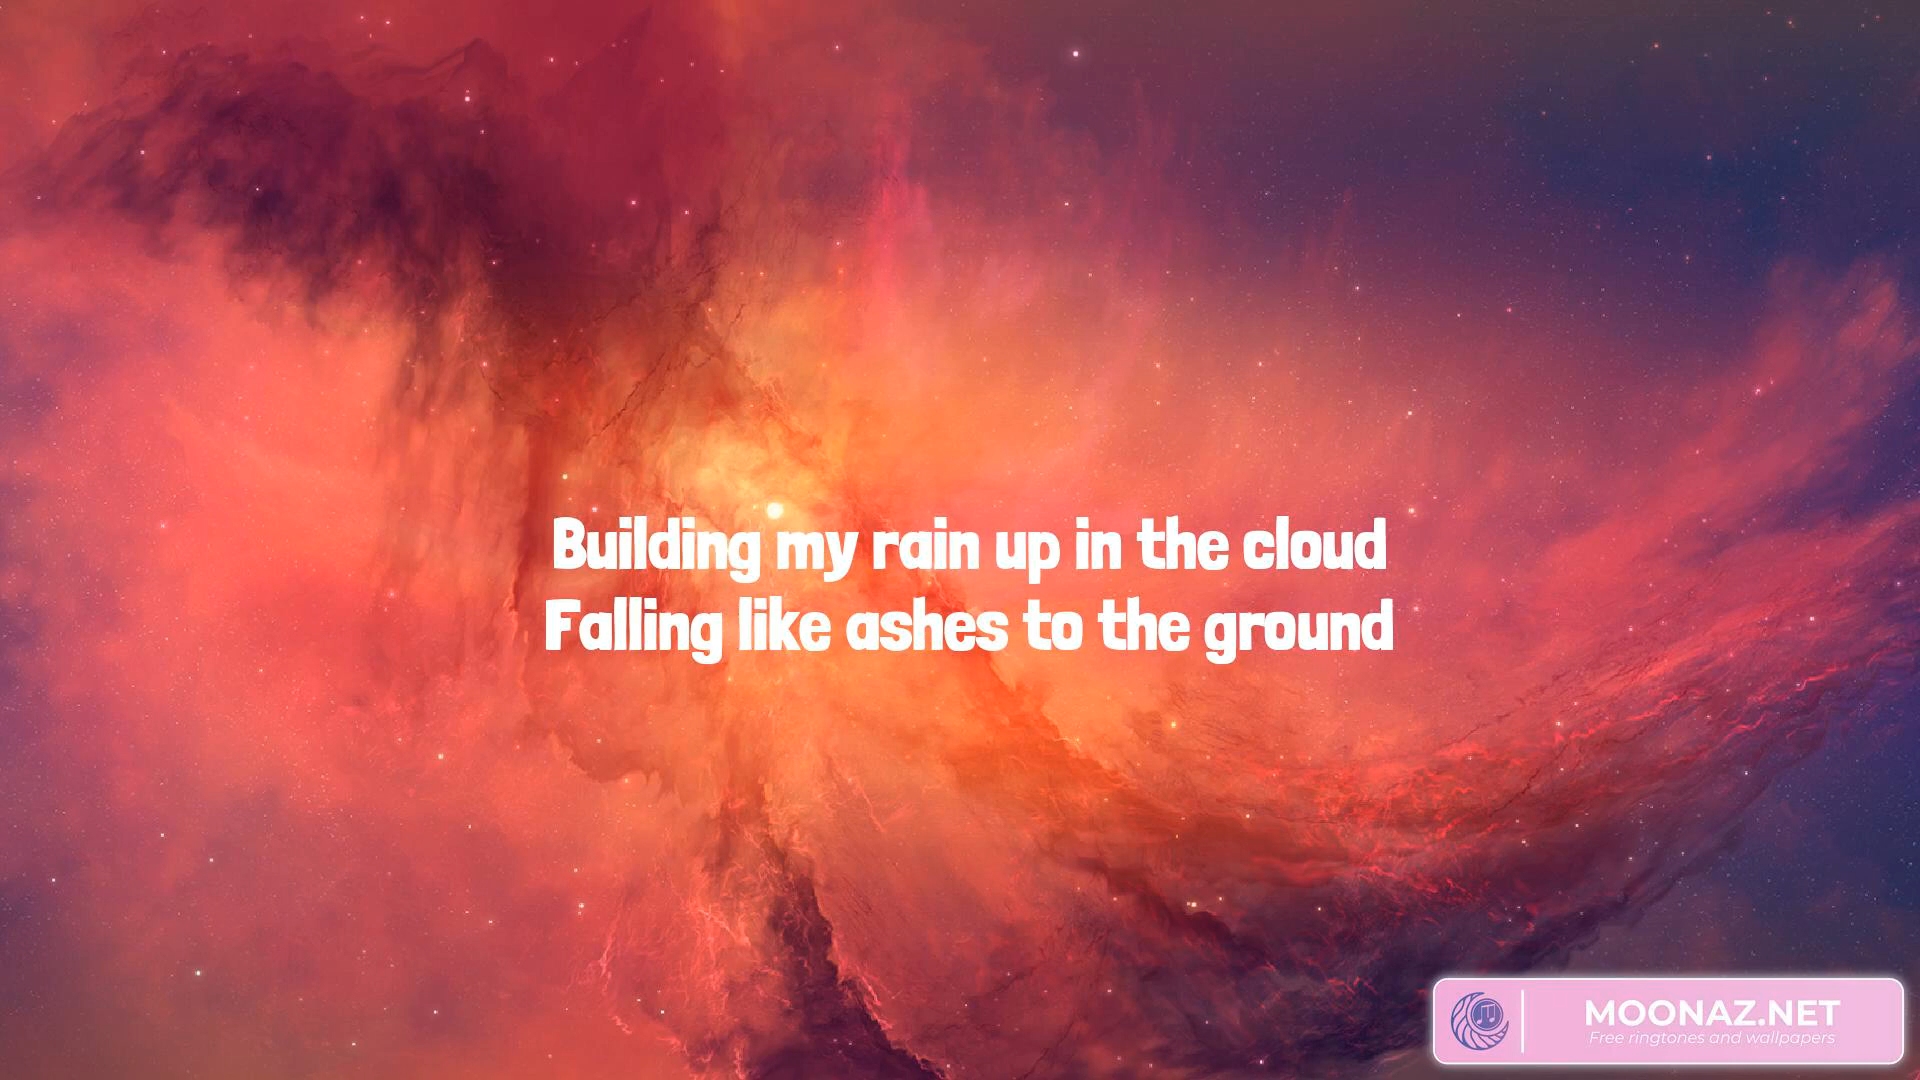 Building my rain up in the cloud
Falling like ashes to the ground
MOONAZ.NET
Free ringtones and wallpapers